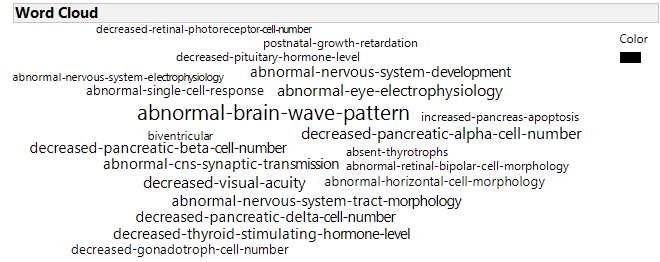 Word Cloud
decreased-retinal-photoreceptor-cell-number
Color
postnatal-growth-retardation
decreased-pituitary-hormone-level
abnormal-nervous-system-electrophysiology
abnormal-nervous-system-development
abnormal-single-cell-response
abnormal-eye-electrophysiology
abnormal-brain-wave-pattern
increased-pancreas-apoptosis
biventricular
decreased-pancreatic-alpha-cell-number
decreased-pancreatic-beta-cell-number
absent-thyrotrophs
abnormal-cns-synaptic-transmission
abnormal-retinal-bipolar-cell-morphology
decreased-visual-acuity
abnormal-horizontal-cell-morphology
abnormal-nervous-system-tract-morphology
decreased-pancreatic-delta-cell-number
decreased-thyroid-stimulating-hormone-level
decreased-gonadotroph-cell-number